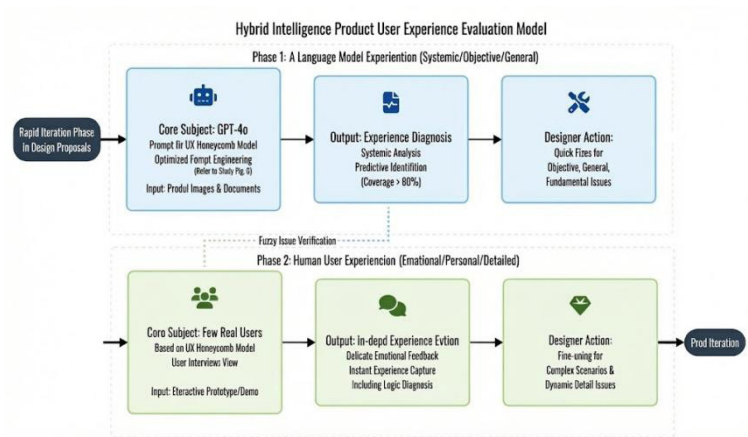 Hybrid Intelligence Product User Experience Evaluation Model
Phase 1: A Language Model Experiention (Systemic/Objective/General)
Rapid Iteration Phase
in Design Proposals
Core Subject: GPT-4o
Prompt fir UX Honeycomb Model
Optimized Fompt Engineering
(Refer to Study Pig, G)
Input: Produl Images & Documents
Output: Experience Diagnosis
Systemic Analysis
Predictive Identifition
(Coverage > 80%)
Designer Action:
Quick Fizes for
Objective, General,
Fundamental Issues
Fuzzy Issue Verification
Phase 2: Human User Experiencion (Emational/Personal/Detailed)
Coro Subject: Few Real Users
Based on UX Honeycomb Model
User Interview: View
Input: Eteractive Prototype/Demo
Output: in-depd Experience Evtion
Delicate Emotional Feedback
Instant Experience Capture
Including Logic Diagnosis
Designer Action:
Fine-uning for
Complex Scenarios &
Dynamic Detail Issues
Prod Iteration